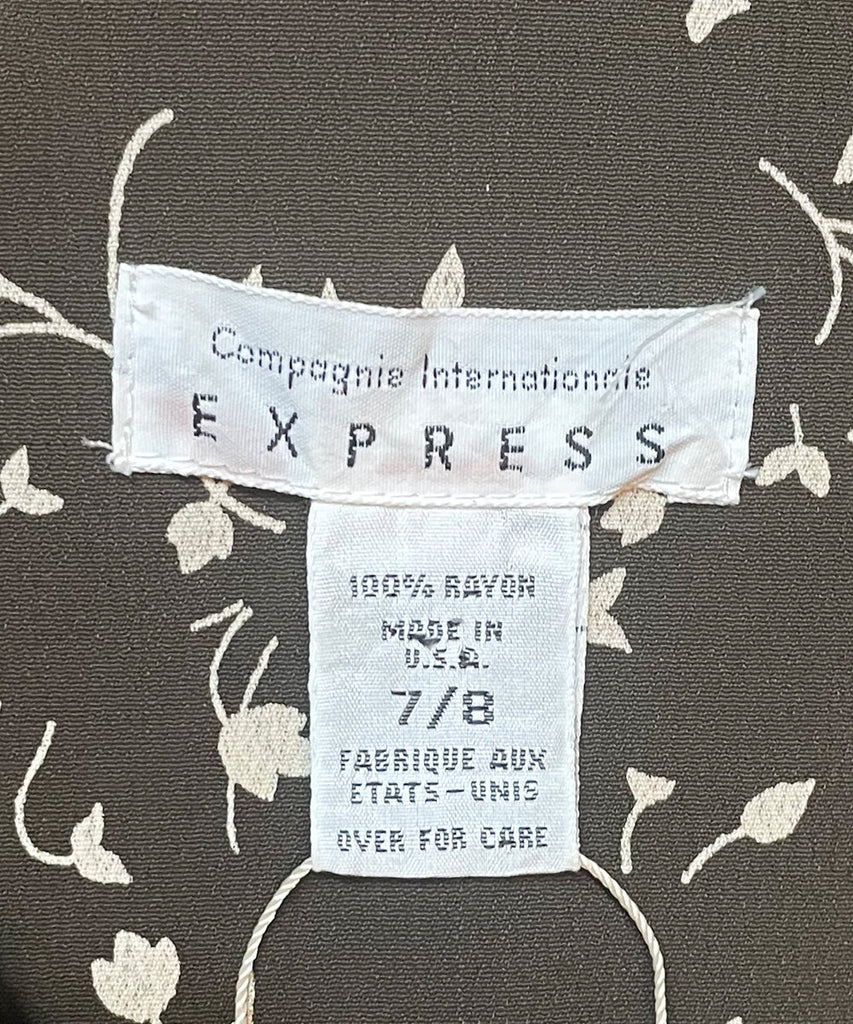 Compagnie Internationale
EXPRESS
100% RAYON
MADE IN
U.S.A.
7/8
FABRIQUE AUX
ETATS-UNIS
OVER FOR CARE